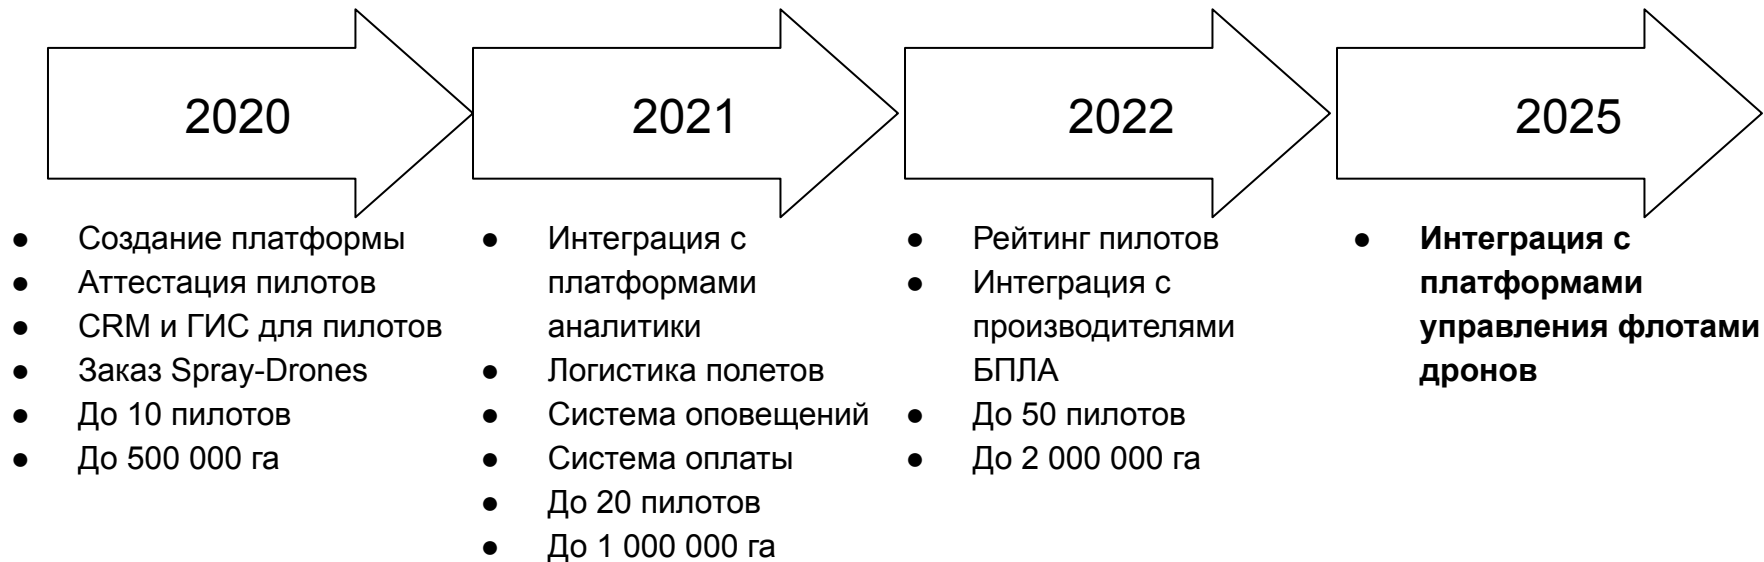 2020
● Создание платформы
● Аттестация пилотов
● CRM и ГИС для пилотов
● Заказ Spray-Drones
● До 10 пилотов
● До 500 000 га
2021
● Интеграция с
платформами
аналитики
● Логистика полетов
● Система оповещений
● Система оплаты
● До 20 пилотов
● До 1 000 000 га
2022
● Рейтинг пилотов
● Интеграция с
производителями
БПЛА
● До 50 пилотов
● До 2 000 000 га
2025
● Интеграция с
платформами
управления флотами
дронов